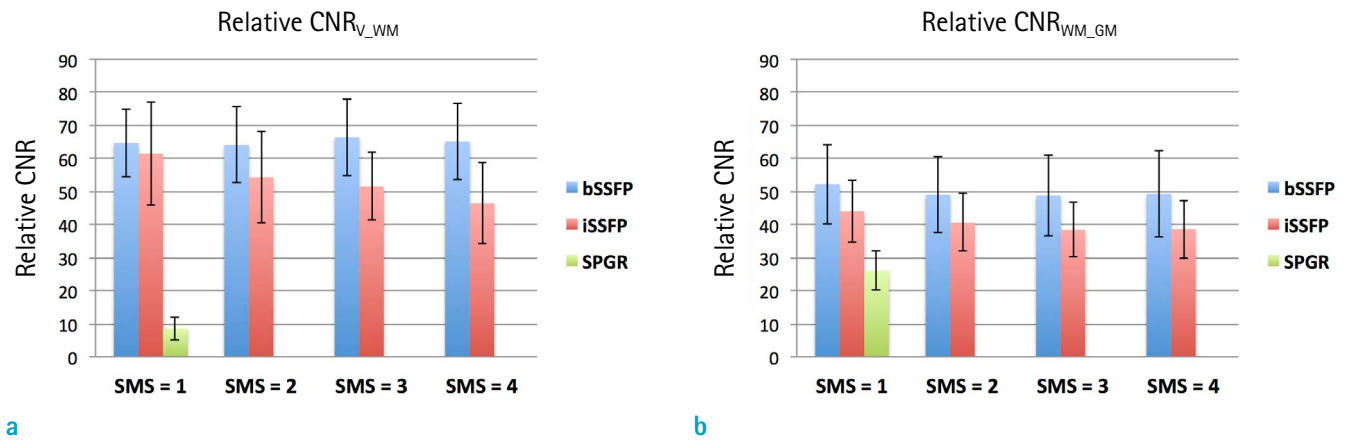 Relative CNR_V_WM
Relative CNR
90
80
70
60
50
40
30
20
10
0
SMS = 1 SMS = 2 SMS = 3 SMS = 4
bSSFP
iSSFP
SPGR
a
Relative CNR_WM_GM
Relative CNR
90
80
70
60
50
40
30
20
10
0
SMS = 1 SMS = 2 SMS = 3 SMS = 4
bSSFP
iSSFP
SPGR
b